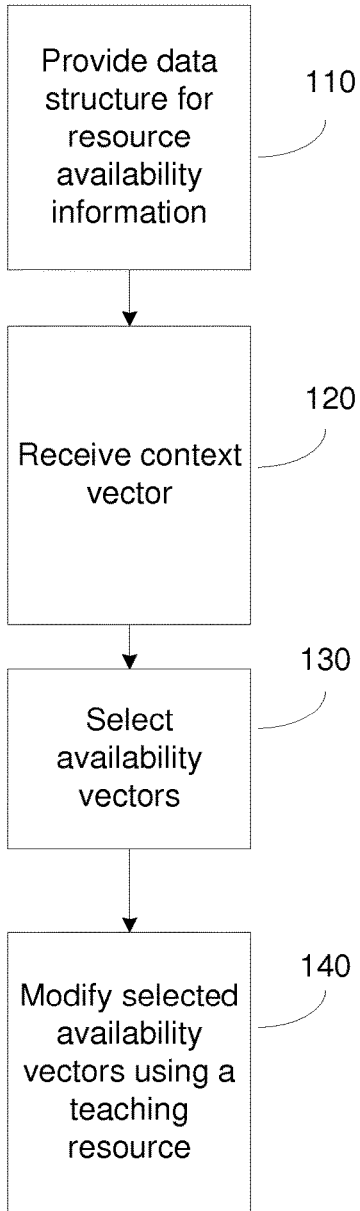 Provide data
structure for
resource
availability
information
110
Receive context
vector
120
Select
availability
vectors
130
Modify selected
availability
vectors using a
teaching
resource
140